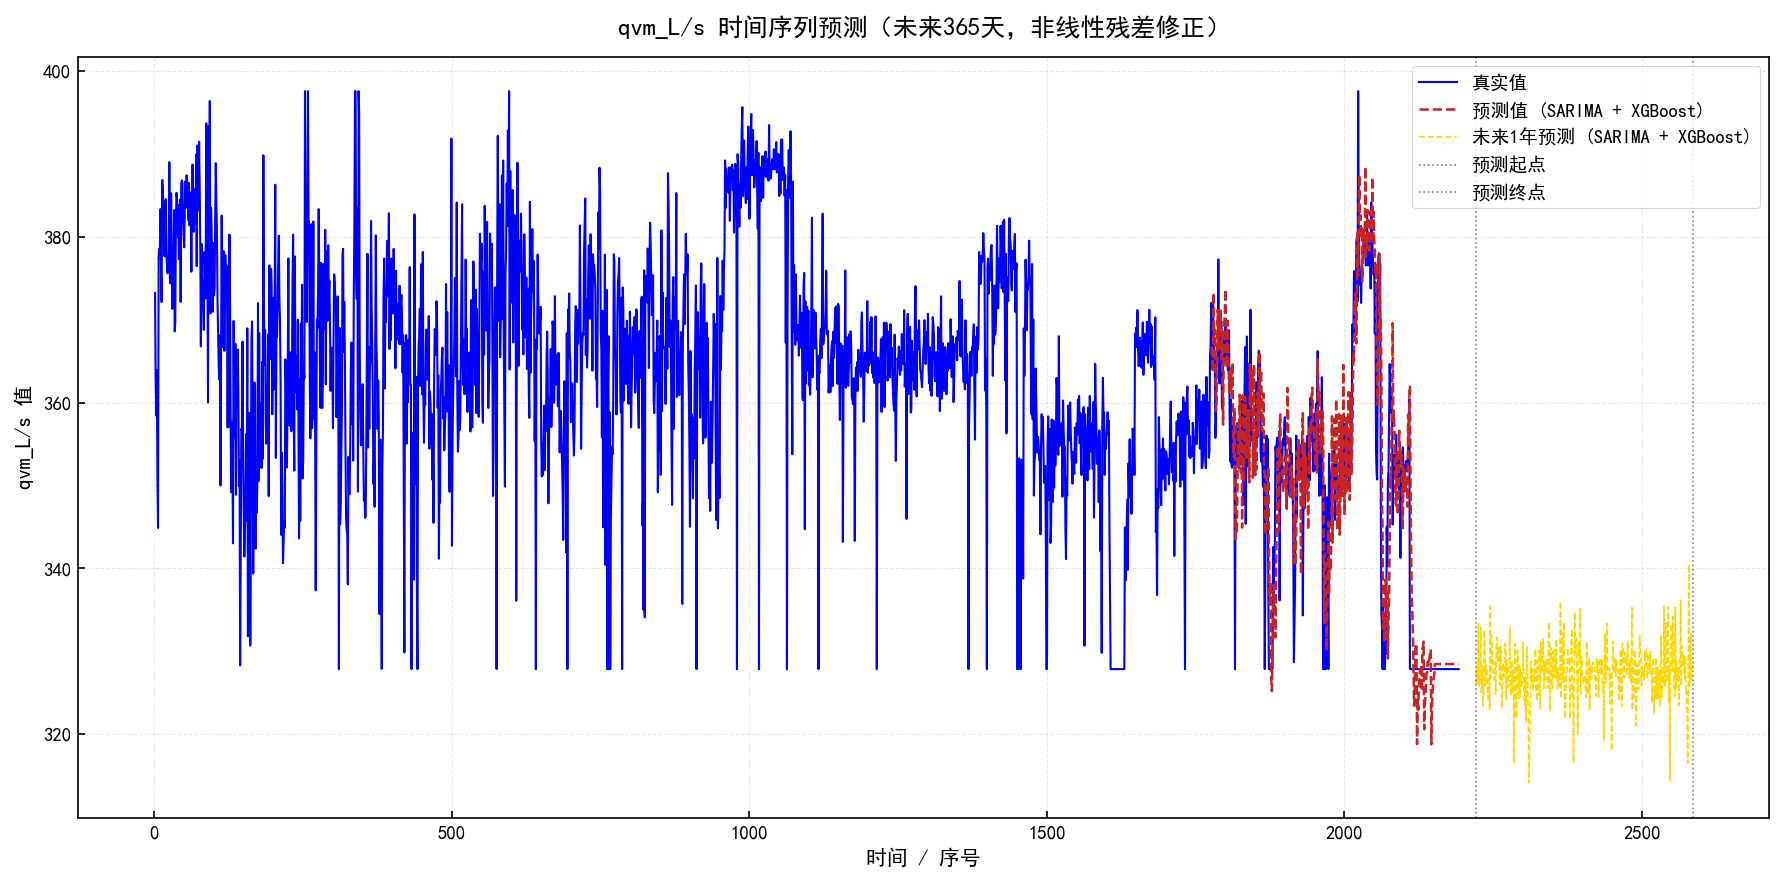 qvm_L/s 时间序列预测（未来365天，非线性残差修正）
真实值
预测值 (SARIMA + XGBoost)
未来1年预测 (SARIMA + XGBoost)
预测起点
预测终点
qvm_L/s 值
400
380
360
340
320
0
500
1000
1500
2000
2500
时间 / 序号